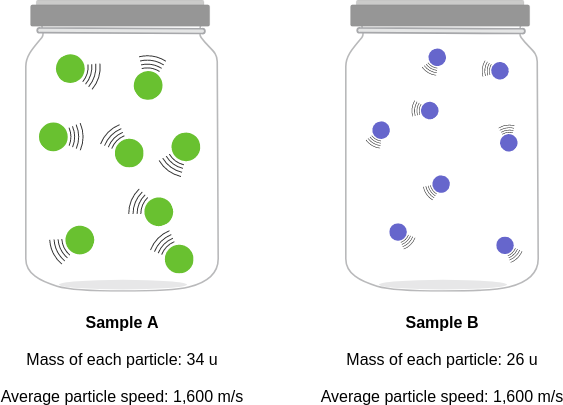 Sample A
Mass of each particle: 34 u
Average particle speed: 1,600 m/s
Sample B
Mass of each particle: 26 u
Average particle speed: 1,600 m/s